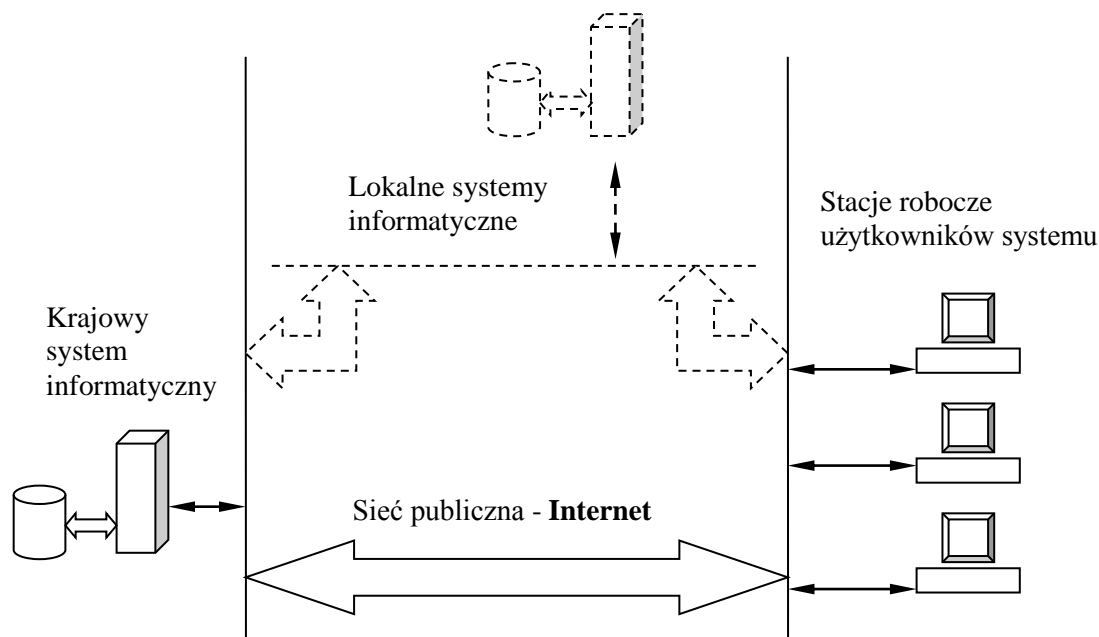 Lokalne systemy
informatyczne
Stacje robocze
użytkowników systemu
Krajowy
system
informatyczny
Sieć publiczna - Internet